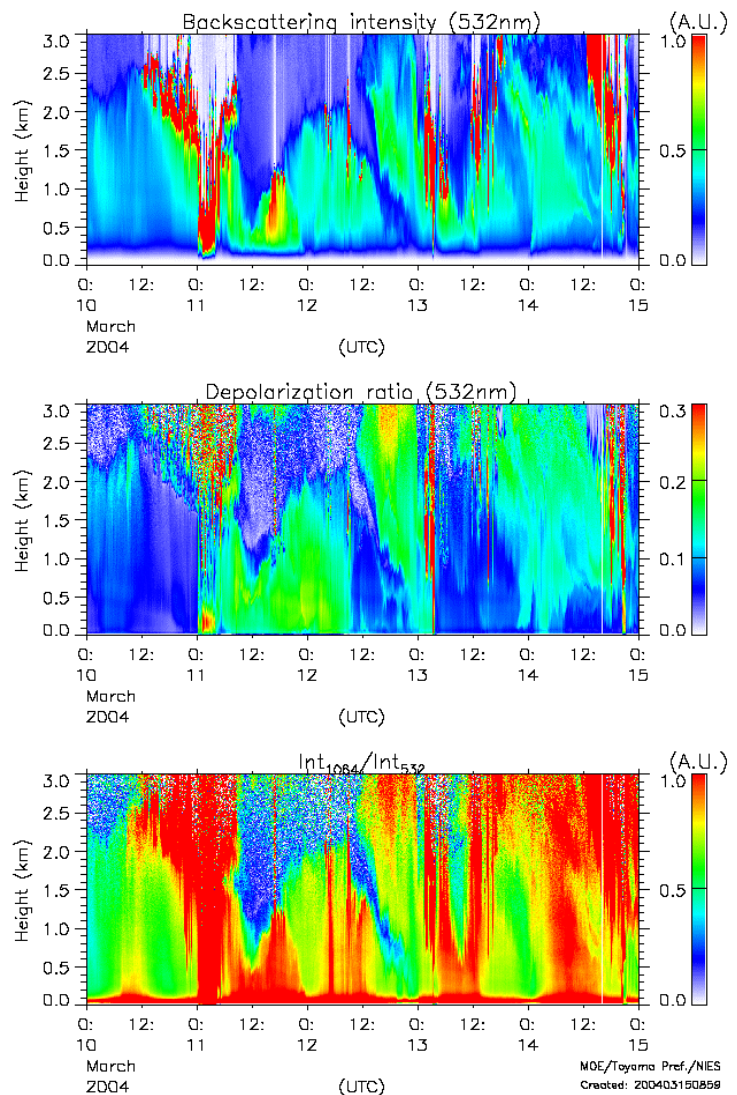 Backscattering intensity (532nm) (A.U.)
3.0 1.0
2.5
2.0
1.5 0.5
1.0
0.5
0.0 0.0
Height (km)
0: 12: 0: 12: 0: 12: 0: 12: 0: 12: 0:
10 11 12 13 14 15
March
2004 (UTC)
Depolarization ratio (532nm)
3.0 0.3
2.5
2.0 0.2
1.5
1.0 0.1
0.5
0.0 0.0
Height (km)
0: 12: 0: 12: 0: 12: 0: 12: 0: 12: 0:
10 11 12 13 14 15
March
2004 (UTC)
Int1064/Int532 (A.U.)
3.0 1.0
2.5
2.0
1.5 0.5
1.0
0.5
0.0 0.0
Height (km)
0: 12: 0: 12: 0: 12: 0: 12: 0: 12: 0:
10 11 12 13 14 15
March
2004 (UTC)
MOE/Toyama Pref./NIES
Created: 200403150859